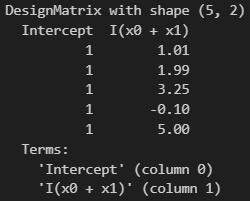 DesignMatrix with shape (5, 2)
Intercept I(x0 + x1)
1 1.01
1 1.99
1 3.25
1 -0.10
1 5.00
Terms:
'Intercept' (column 0)
'I(x0 + x1)' (column 1)